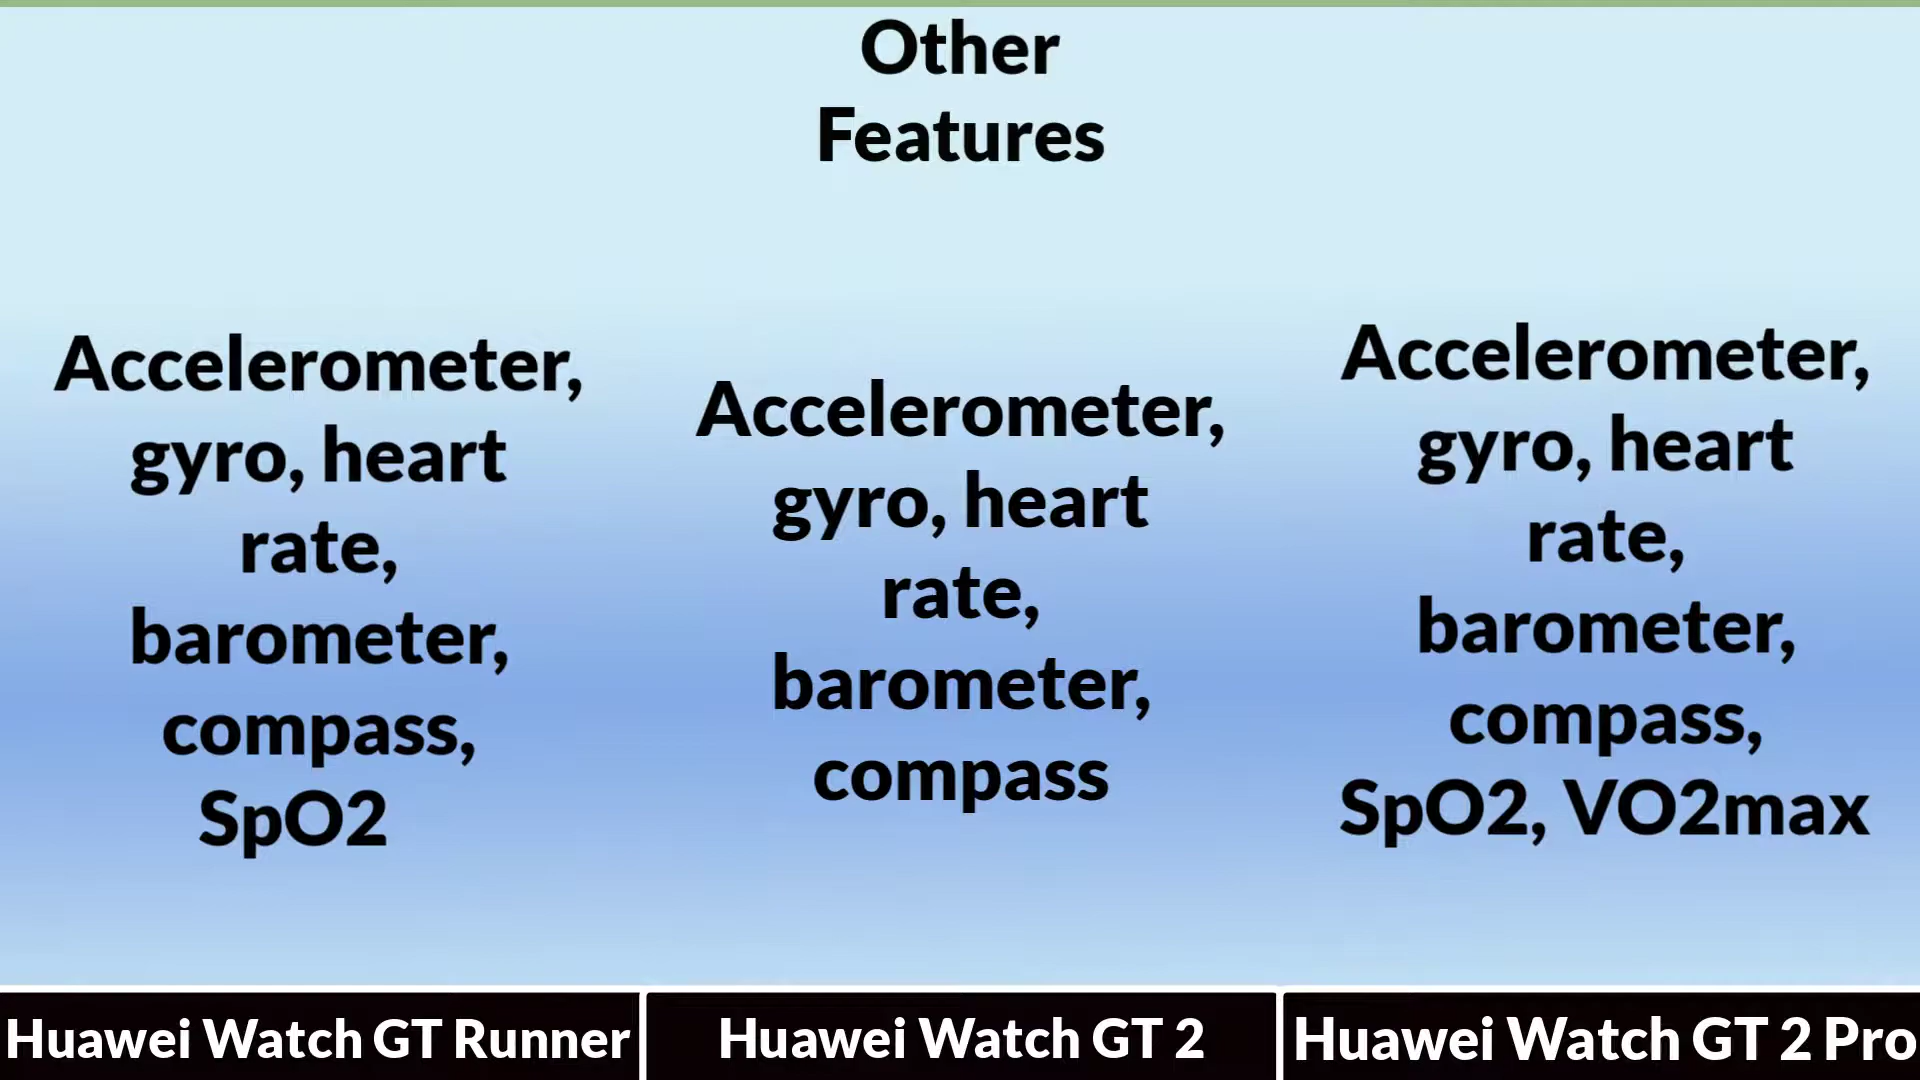 Other
Features
Accelerometer,
gyro, heart
rate,
barometer,
compass,
SpO2
Accelerometer,
gyro, heart
rate,
barometer,
compass
Accelerometer,
gyro, heart
rate,
barometer,
compass,
SpO2, VO2max
Huawei Watch GT Runner
Huawei Watch GT 2
Huawei Watch GT 2 Pro